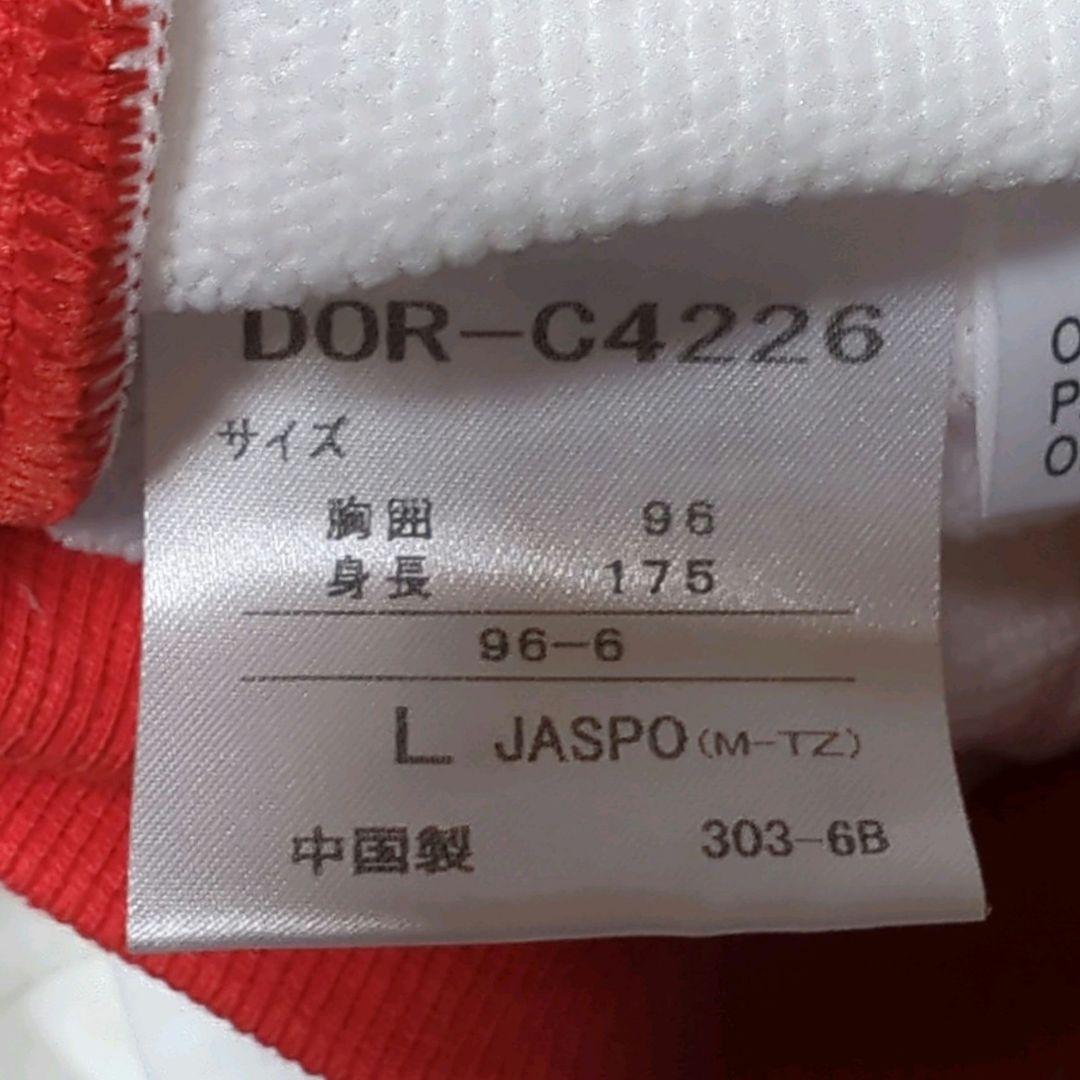 DOR-C4226
サイズ
胸囲 96
身長 175
96-6
L JASPO(M-TZ)
中国製 303-6B
O
P
O